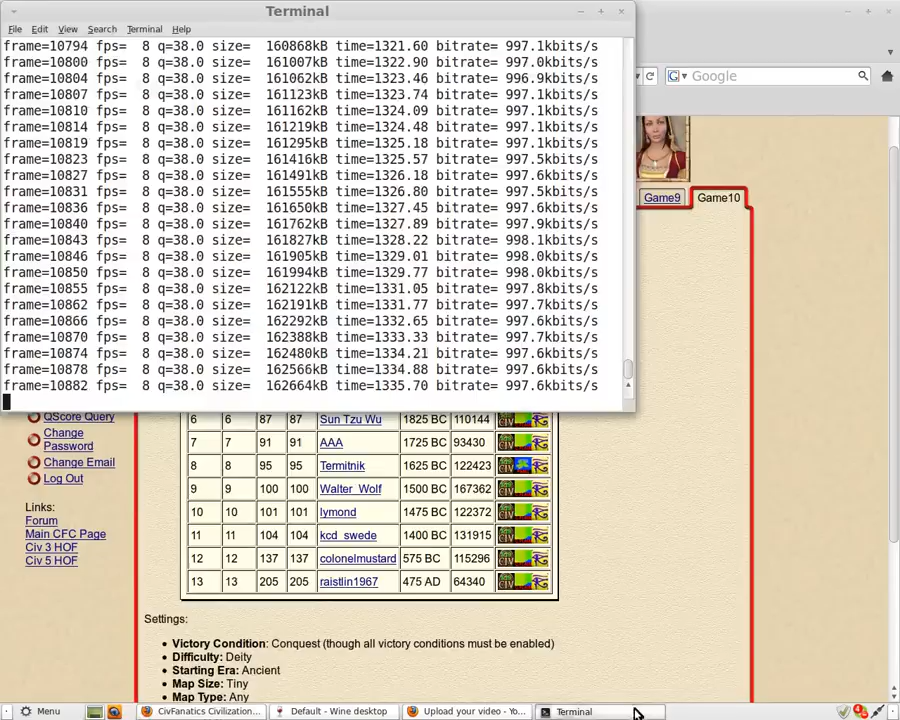 Terminal
File Edit View Search Terminal Help
frame=10794 fps=  8 q=38.0 size=  160868kB time=1321.60 bitrate= 997.1kbits/s
frame=10800 fps=  8 q=38.0 size=  161007kB time=1322.90 bitrate= 997.0kbits/s
frame=10804 fps=  8 q=38.0 size=  161062kB time=1323.46 bitrate= 996.9kbits/s
frame=10807 fps=  8 q=38.0 size=  161123kB time=1323.74 bitrate= 997.1kbits/s
frame=10810 fps=  8 q=38.0 size=  161162kB time=1324.09 bitrate= 997.1kbits/s
frame=10814 fps=  8 q=38.0 size=  161219kB time=1324.48 bitrate= 997.1kbits/s
frame=10819 fps=  8 q=38.0 size=  161295kB time=1325.18 bitrate= 997.1kbits/s
frame=10823 fps=  8 q=38.0 size=  161416kB time=1325.57 bitrate= 997.5kbits/s
frame=10827 fps=  8 q=38.0 size=  161491kB time=1326.18 bitrate= 997.6kbits/s
frame=10831 fps=  8 q=38.0 size=  161555kB time=1326.80 bitrate= 997.5kbits/s
frame=10836 fps=  8 q=38.0 size=  161650kB time=1327.45 bitrate= 997.6kbits/s
frame=10840 fps=  8 q=38.0 size=  161762kB time=1327.89 bitrate= 997.9kbits/s
frame=10843 fps=  8 q=38.0 size=  161827kB time=1328.22 bitrate= 998.1kbits/s
frame=10846 fps=  8 q=38.0 size=  161905kB time=1329.01 bitrate= 998.0kbits/s
frame=10850 fps=  8 q=38.0 size=  161994kB time=1329.77 bitrate= 998.0kbits/s
frame=10855 fps=  8 q=38.0 size=  162122kB time=1331.05 bitrate= 997.8kbits/s
frame=10862 fps=  8 q=38.0 size=  162191kB time=1331.77 bitrate= 997.7kbits/s
frame=10866 fps=  8 q=38.0 size=  162292kB time=1332.65 bitrate= 997.6kbits/s
frame=10870 fps=  8 q=38.0 size=  162388kB time=1333.33 bitrate= 997.7kbits/s
frame=10874 fps=  8 q=38.0 size=  162480kB time=1334.21 bitrate= 997.6kbits/s
frame=10878 fps=  8 q=38.0 size=  162566kB time=1334.88 bitrate= 997.6kbits/s
frame=10882 fps=  8 q=38.0 size=  162664kB time=1335.70 bitrate= 997.6kbits/s
Google
Game9 Game10
QScore Query
Change
Password
Change Email
Log Out
Links:
Forum
Main CFC Page
Civ 3 HOF
Civ 5 HOF
6 6 87 87 Sun Tzu Wu 1825 BC 110144
7 7 91 91 AAA 1725 BC 93430
8 8 95 95 Termitnik 1625 BC 122423
9 9 100 100 Walter_Wolf 1500 BC 167362
10 10 101 101 lymond 1475 BC 122372
11 11 104 104 kcd_swede 1400 BC 131915
12 12 137 137 colonelmustard 575 BC 115296
13 13 205 205 raistlin1967 475 AD 64340
Settings:
• Victory Condition: Conquest (though all victory conditions must be enabled)
• Difficulty: Deity
• Starting Era: Ancient
• Map Size: Tiny
• Map Type: Any
Menu CivFanatics Civilization... Default - Wine desktop Upload your video - Yo... Terminal